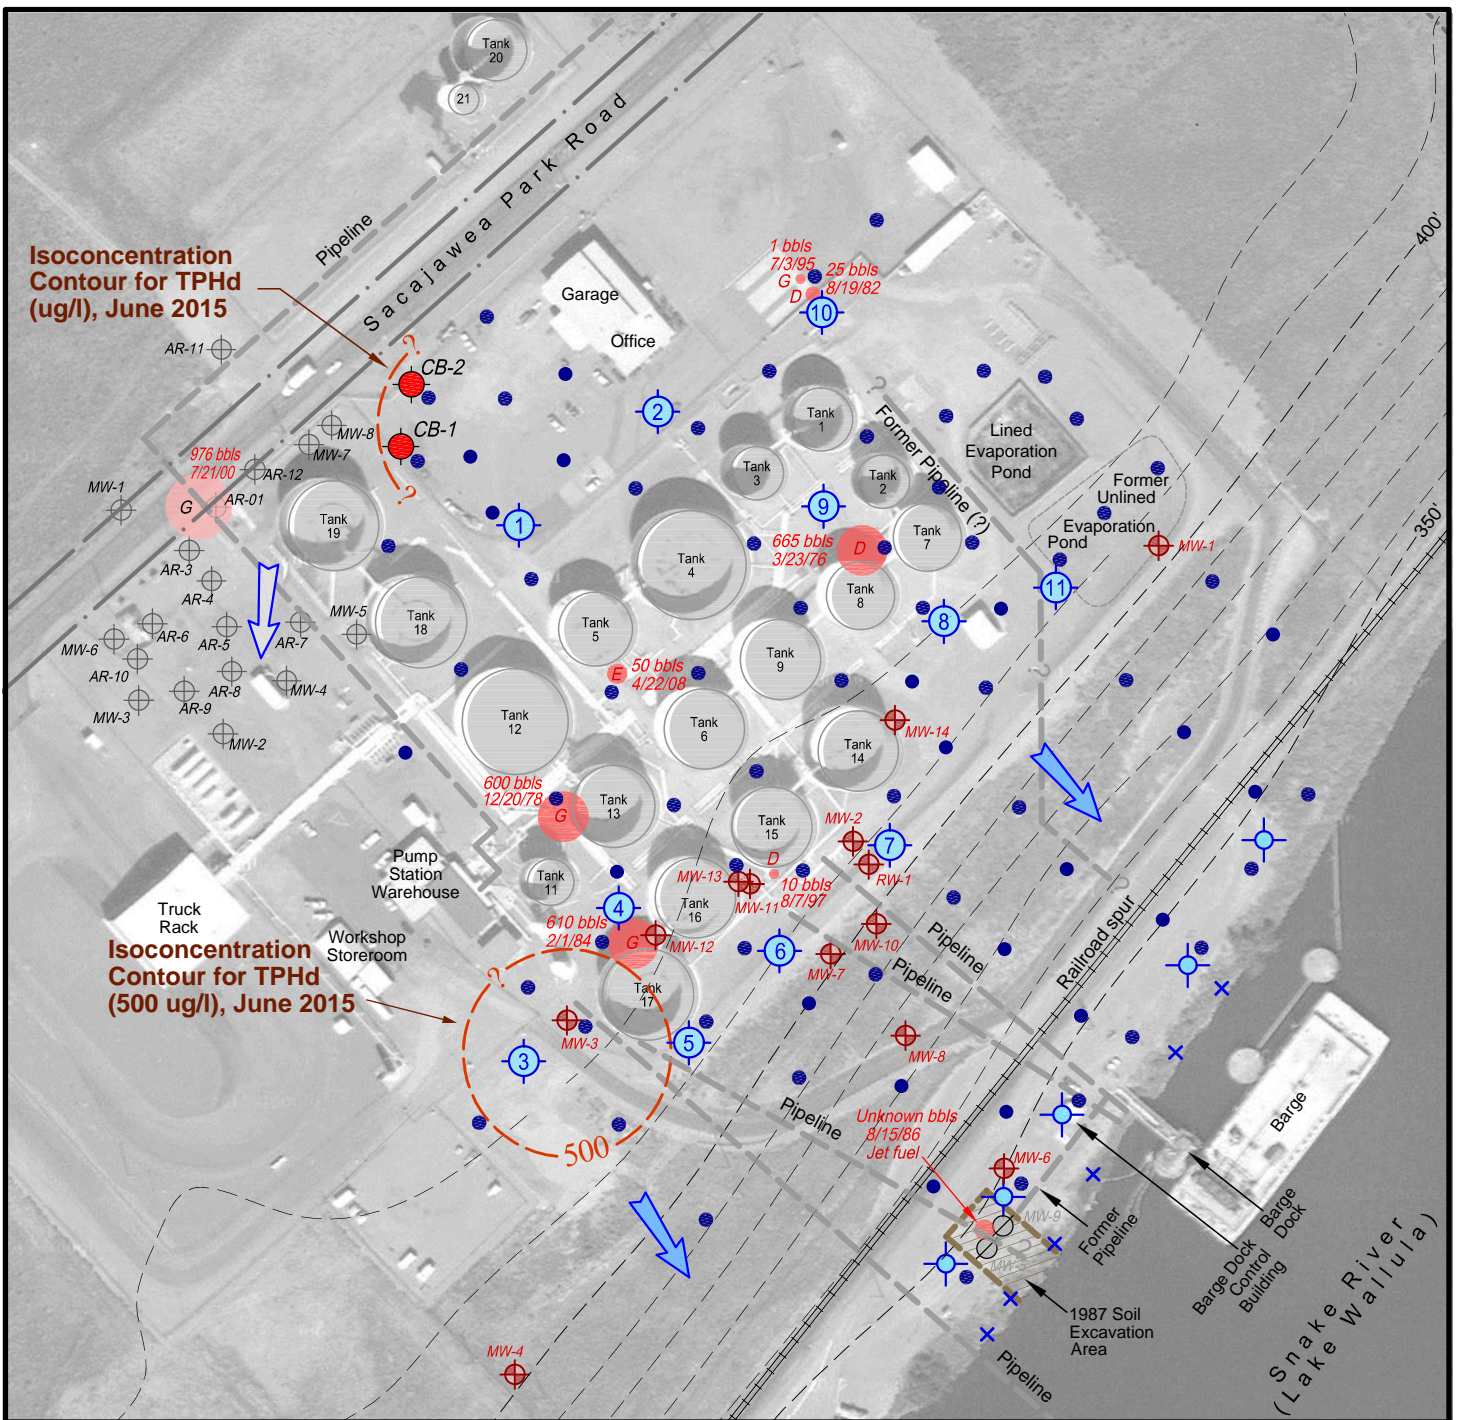 Tank
20
21
Sacajawea Park Road
Pipeline
400'
350'
Isoconcentration
Contour for TPHd
(ug/l), June 2015
AR-11
?
CB-2
CB-1
?
Garage
Office
1 bbls
7/3/95
G
D
25 bbls
8/19/82
10
2
Tank
1
?
Former Pipeline (?)
Lined
Evaporation
Pond
Former
Unlined
Evaporation
Pond
MW-1
MW-8
MW-7
AR-12
976 bbls
7/21/00
G
AR-01
MW-1
Tank
3
Tank
2
Tank
19
1
Tank
4
9
665 bbls
3/23/76
D
Tank
7
Tank
8
8
11
?
AR-3
AR-4
AR-6
AR-5
AR-7
MW-5
MW-6
AR-10
AR-8
MW-4
MW-3
AR-9
MW-2
Tank
18
Tank
5
Tank
9
E
50 bbls
4/22/08
Tank
12
Tank
6
Tank
14
MW-14
600 bbls
12/20/78
G
Tank
13
Tank
15
D
10 bbls
8/7/97
MW-2
7
RW-1
MW-13
MW-11
Pump
Station
Warehouse
Tank
11
4
Tank
16
610 bbls
2/1/84
G
MW-12
6
MW-7
MW-10
Pipeline
Pipeline
?
Railroad spur
Truck
Rack
Workshop
Storeroom
Isoconcentration
Contour for TPHd
(500 ug/l), June 2015
?
Tank
17
MW-3
3
5
500
MW-8
Pipeline
Unknown bbls
8/15/86
Jet fuel
MW-6
MW-9
MW-5
?
Former
Pipeline
Barge
Barge
Dock
Barge Dock
Control
Building
1987 Soil
Excavation
Area
Pipeline
MW-4
Snake River
(Lake Wallula)